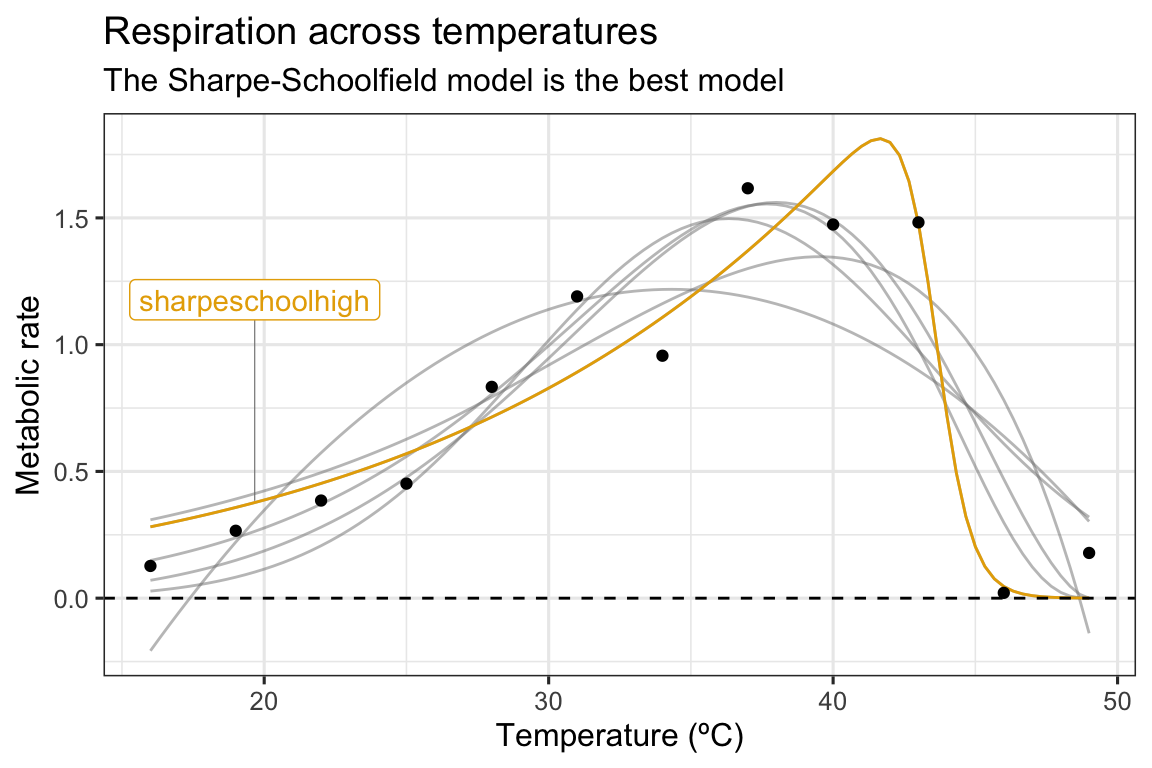 Respiration across temperatures
The Sharpe-Schoolfield model is the best model
1.5
1.0
0.5
0.0
Metabolic rate
sharpeschoolhigh
20
30
40
50
Temperature (ºC)